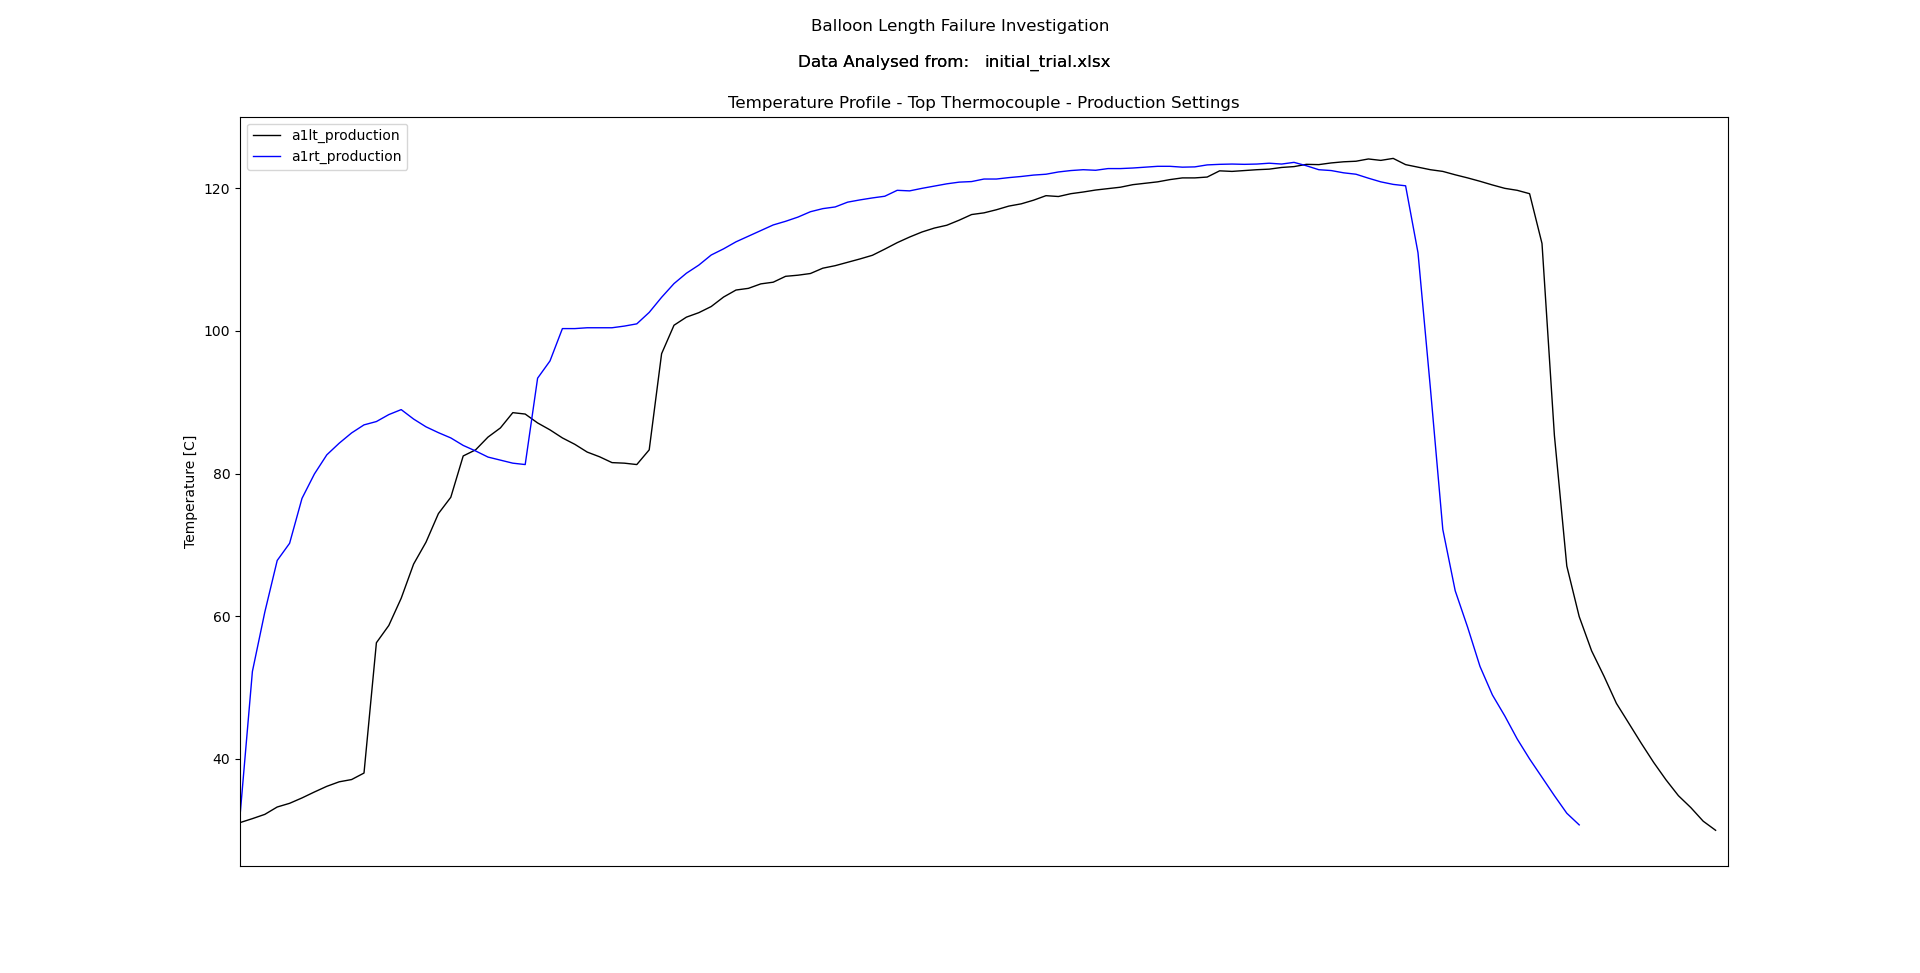 Balloon Length Failure Investigation
Data Analysed from:   initial_trial.xlsx
Temperature Profile - Top Thermocouple - Production Settings
a1lt_production
a1rt_production
120
100
80
60
40
Temperature [C]